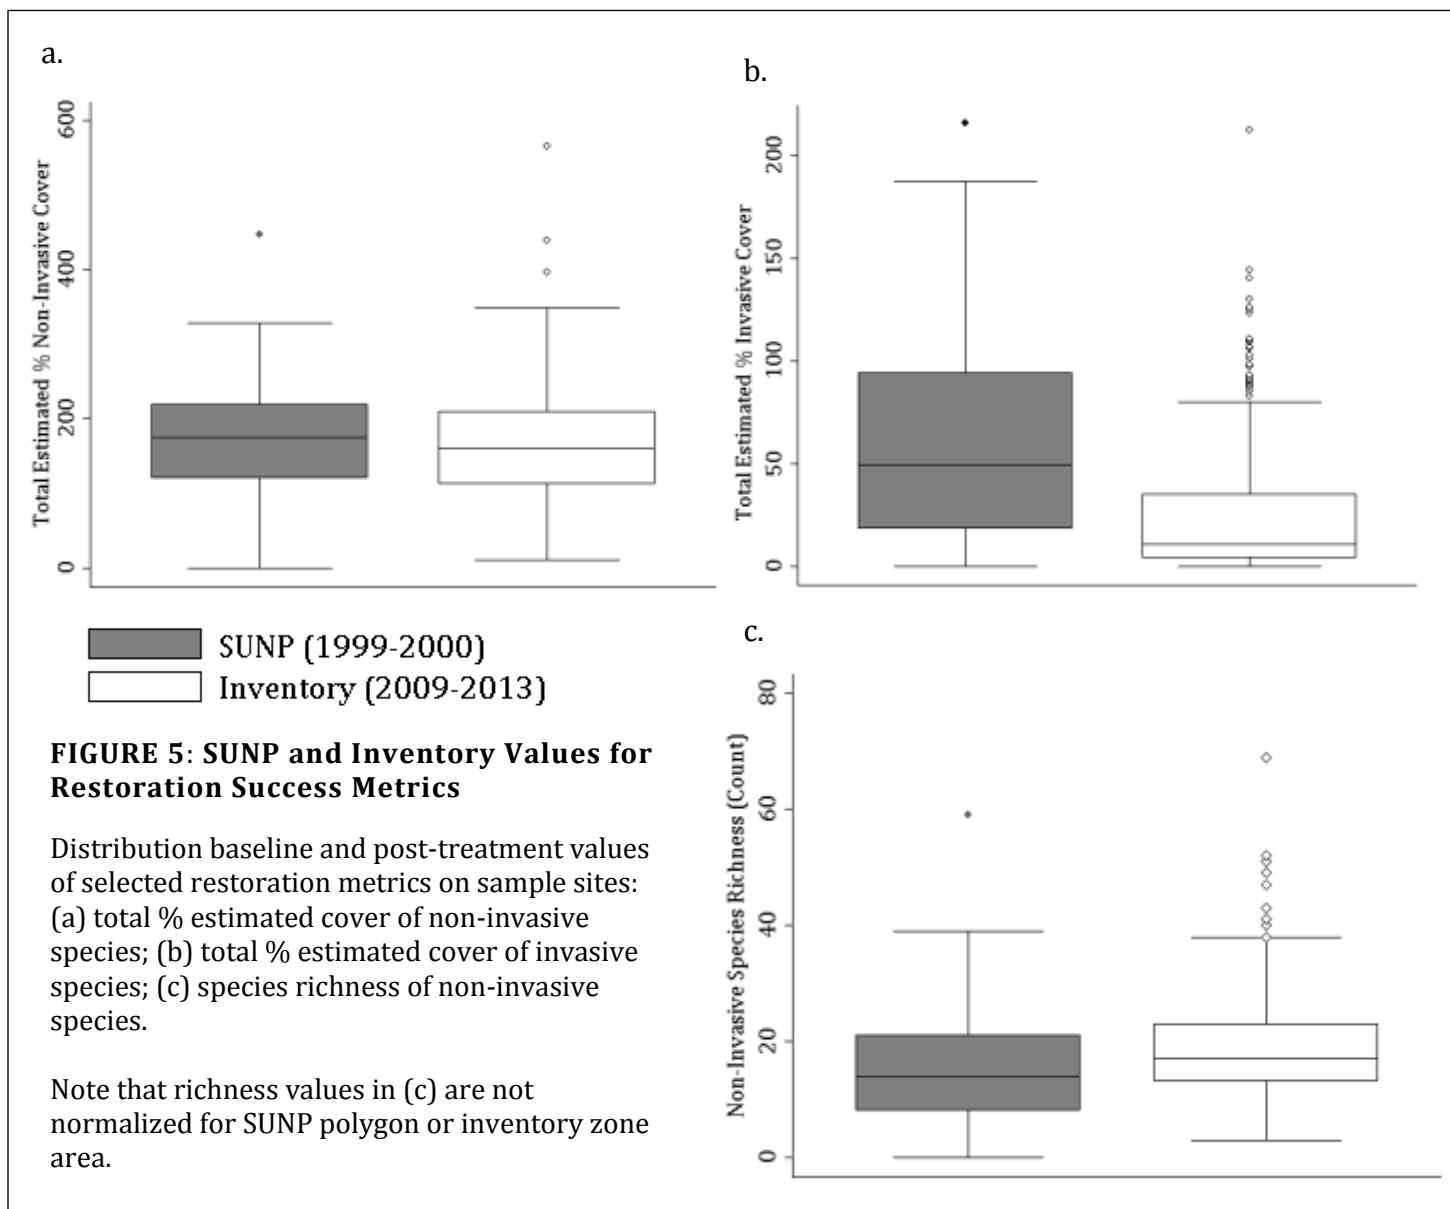 a.
600
400
200
0
Total Estimated % Non-Invasive Cover
b.
200
150
100
50
0
Total Estimated % Invasive Cover
SUNP (1999-2000)
Inventory (2009-2013)
FIGURE 5: SUNP and Inventory Values for
Restoration Success Metrics
Distribution baseline and post-treatment values
of selected restoration metrics on sample sites:
(a) total % estimated cover of non-invasive
species; (b) total % estimated cover of invasive
species; (c) species richness of non-invasive
species.
Note that richness values in (c) are not
normalized for SUNP polygon or inventory zone
area.
c.
80
60
40
20
0
Non-Invasive Species Richness (Count)